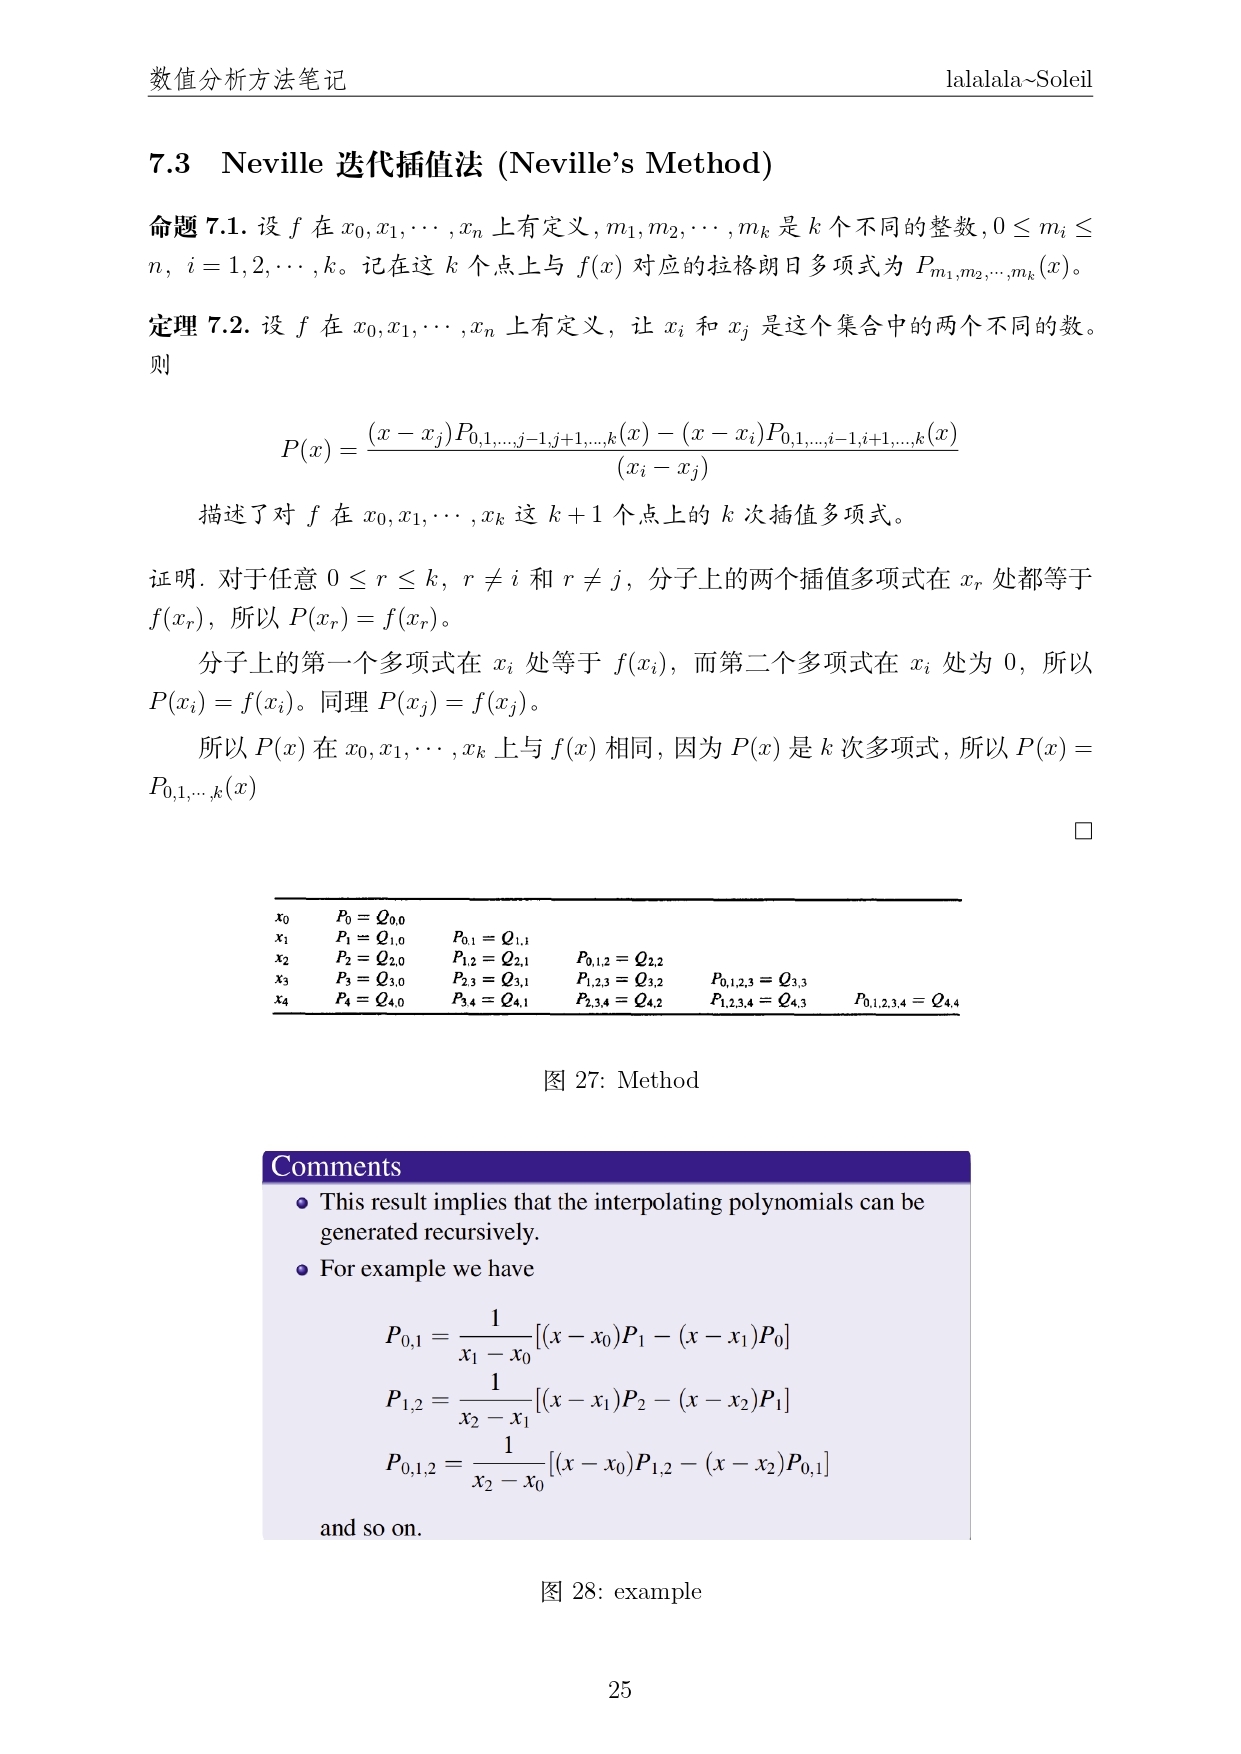 数值分析方法笔记 lalalala~Soleil
7.3 Neville 迭代插值法 (Neville's Method)
命题 7.1. 设 f 在 x_0, x_1, ⋯ , x_n 上有定义, m_1, m_2, ⋯ , m_k 是 k 个不同的整数, 0 ≤ m_i ≤
n, i = 1, 2, ⋯ , k。记在这 k 个点上与 f(x) 对应的拉格朗日多项式为 P_{m_1,m_2,⋯,m_k}(x)。
定理 7.2. 设 f 在 x_0, x_1, ⋯ , x_n 上有定义, 让 x_i 和 x_j 是这个集合中的两个不同的数。
则
P(x) = \frac{(x − x_j)P_{0,1,...,j−1,j+1,...,k}(x) − (x − x_i)P_{0,1,...,i−1,i+1,...,k}(x)}{(x_i − x_j)}
描述了对 f 在 x_0, x_1, ⋯ , x_k 这 k + 1 个点上的 k 次插值多项式。
证明. 对于任意 0 ≤ r ≤ k, r ≠ i 和 r ≠ j, 分子上的两个插值多项式在 x_r 处都等于
f(x_r), 所以 P(x_r) = f(x_r)。
分子上的第一个多项式在 x_i 处等于 f(x_i), 而第二个多项式在 x_i 处为 0, 所以
P(x_i) = f(x_i)。同理 P(x_j) = f(x_j)。
所以 P(x) 在 x_0, x_1, ⋯ , x_k 上与 f(x) 相同, 因为 P(x) 是 k 次多项式, 所以 P(x) =
P_{0,1,⋯,k}(x)
□
x_0 P_0 = Q_{0,0}
x_1 P_1 = Q_{1,0} P_{0,1} = Q_{1,1}
x_2 P_2 = Q_{2,0} P_{1,2} = Q_{2,1} P_{0,1,2} = Q_{2,2}
x_3 P_3 = Q_{3,0} P_{2,3} = Q_{3,1} P_{1,2,3} = Q_{3,2} P_{0,1,2,3} = Q_{3,3}
x_4 P_4 = Q_{4,0} P_{3,4} = Q_{4,1} P_{2,3,4} = Q_{4,2} P_{1,2,3,4} = Q_{4,3} P_{0,1,2,3,4} = Q_{4,4}
图 27: Method
Comments
This result implies that the interpolating polynomials can be
generated recursively.
For example we have
P_{0,1} = \frac{1}{x_1 − x_0}[(x − x_0)P_1 − (x − x_1)P_0]
P_{1,2} = \frac{1}{x_2 − x_1}[(x − x_1)P_2 − (x − x_2)P_1]
P_{0,1,2} = \frac{1}{x_2 − x_0}[(x − x_0)P_{1,2} − (x − x_2)P_{0,1}]
and so on.
图 28: example
25